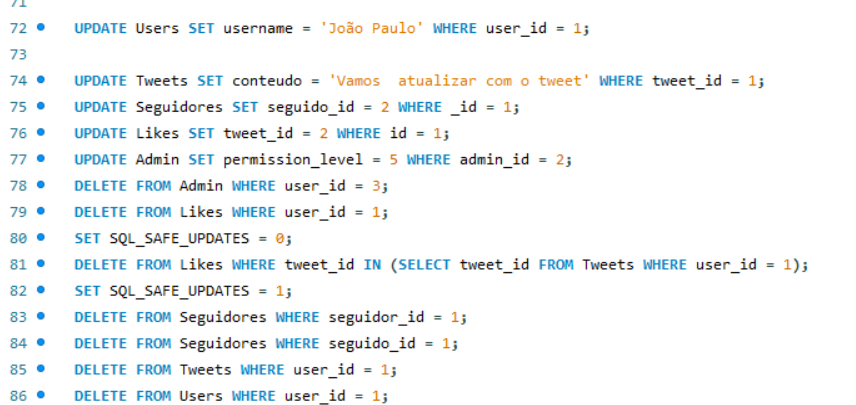 71
72 UPDATE Users SET username = 'João Paulo' WHERE user_id = 1;
73
74 UPDATE Tweets SET conteudo = 'Vamos  atualizar com o tweet' WHERE tweet_id = 1;
75 UPDATE Seguidores SET seguido_id = 2 WHERE _id = 1;
76 UPDATE Likes SET tweet_id = 2 WHERE id = 1;
77 UPDATE Admin SET permission_level = 5 WHERE admin_id = 2;
78 DELETE FROM Admin WHERE user_id = 3;
79 DELETE FROM Likes WHERE user_id = 1;
80 SET SQL_SAFE_UPDATES = 0;
81 DELETE FROM Likes WHERE tweet_id IN (SELECT tweet_id FROM Tweets WHERE user_id = 1);
82 SET SQL_SAFE_UPDATES = 1;
83 DELETE FROM Seguidores WHERE seguidor_id = 1;
84 DELETE FROM Seguidores WHERE seguido_id = 1;
85 DELETE FROM Tweets WHERE user_id = 1;
86 DELETE FROM Users WHERE user_id = 1;